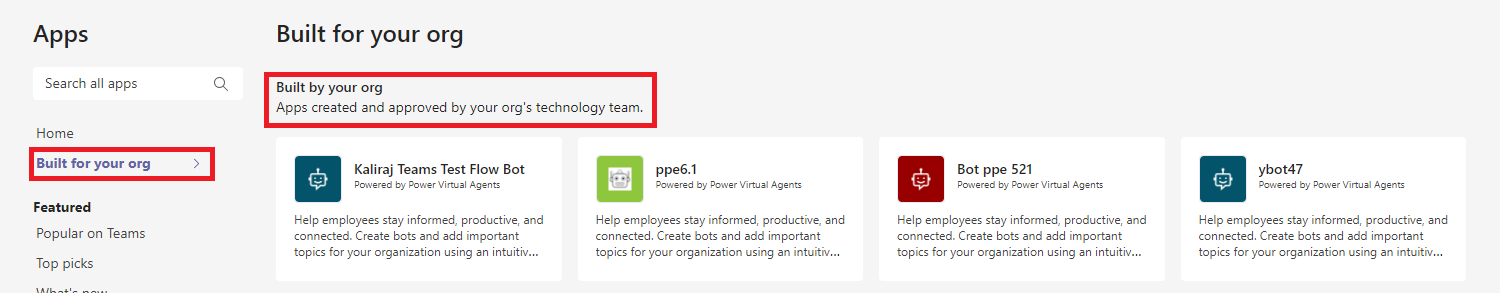 Apps
Search all apps
Home
Built for your org
Featured
Popular on Teams
Top picks
What's new
Built for your org
Built by your org
Apps created and approved by your org's technology team.
Kaliraj Teams Test Flow Bot
Powered by Power Virtual Agents
Help employees stay informed, productive, and
connected. Create bots and add important
topics for your organization using an intuitiv...
ppe6.1
Powered by Power Virtual Agents
Help employees stay informed, productive, and
connected. Create bots and add important
topics for your organization using an intuitiv...
Bot ppe 521
Powered by Power Virtual Agents
Help employees stay informed, productive, and
connected. Create bots and add important
topics for your organization using an intuitiv...
ybot47
Powered by Power Virtual Agents
Help employees stay informed, productive, and
connected. Create bots and add important
topics for your organization using an intuitiv...